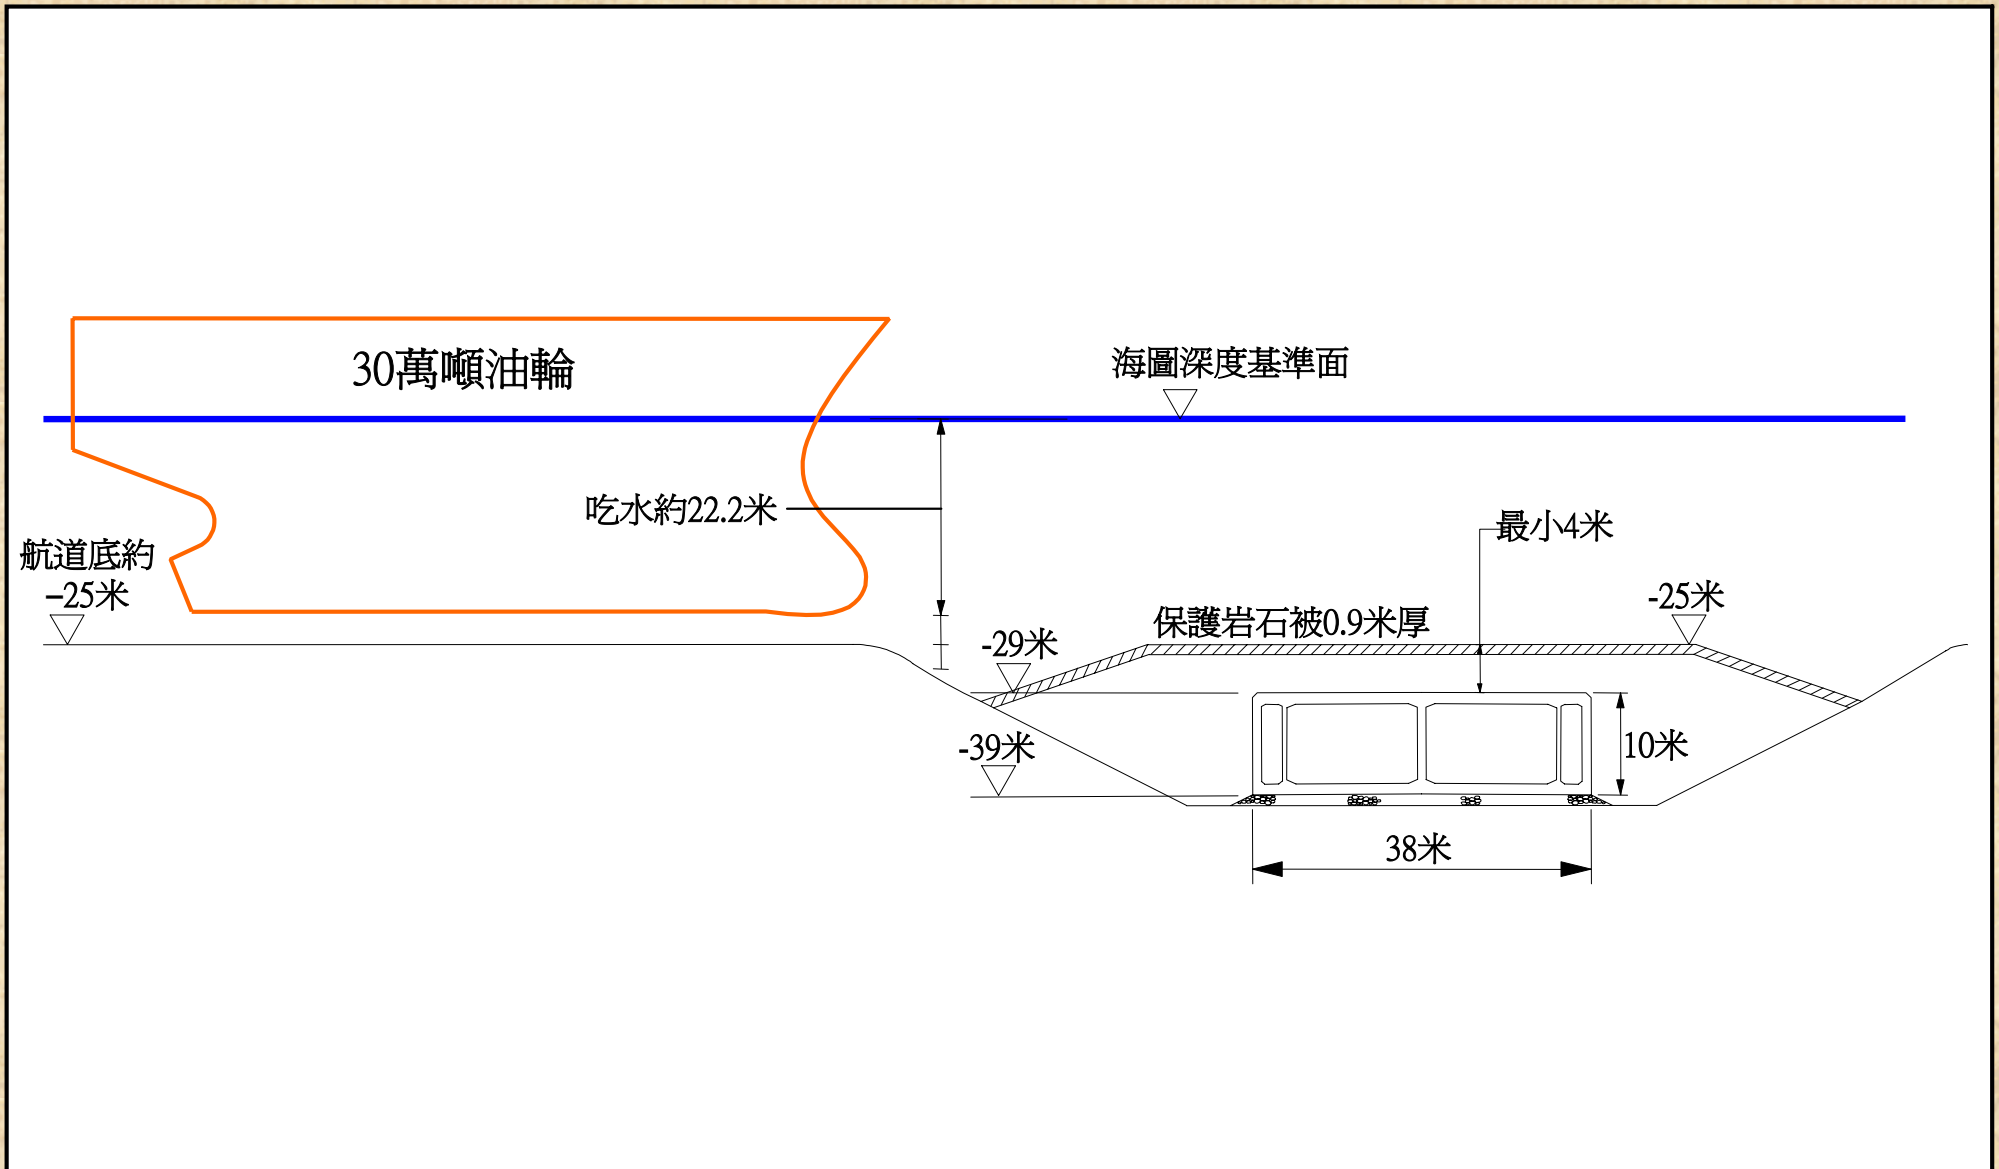 30萬噸油輪
海圖深度基準面
吃水約22.2米
最小4米
航道底約
-25米
-25米
保護岩石被0.9米厚
-29米
-39米
10米
38米